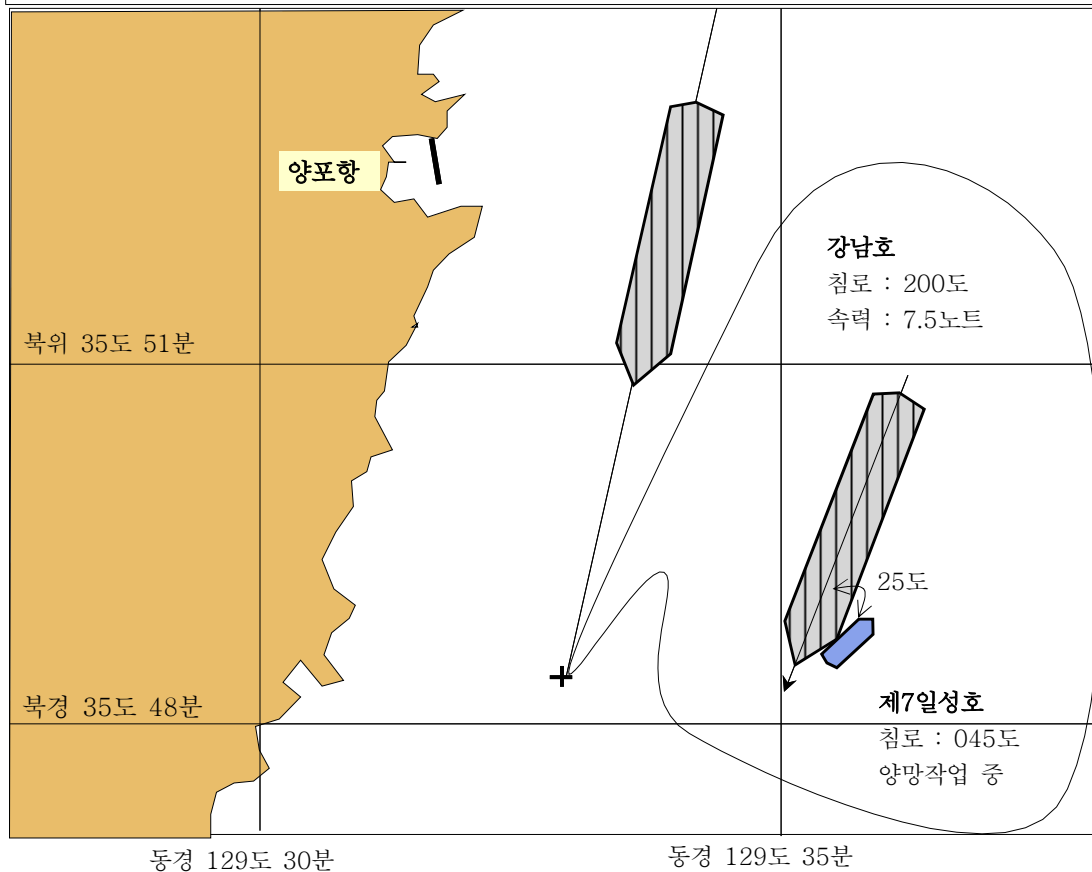 양포항
강남호
침로 : 200도
속력 : 7.5노트
북위 35도 51분
25도
북경 35도 48분
제7일성호
침로 : 045도
양망작업 중
동경 129도 30분
동경 129도 35분